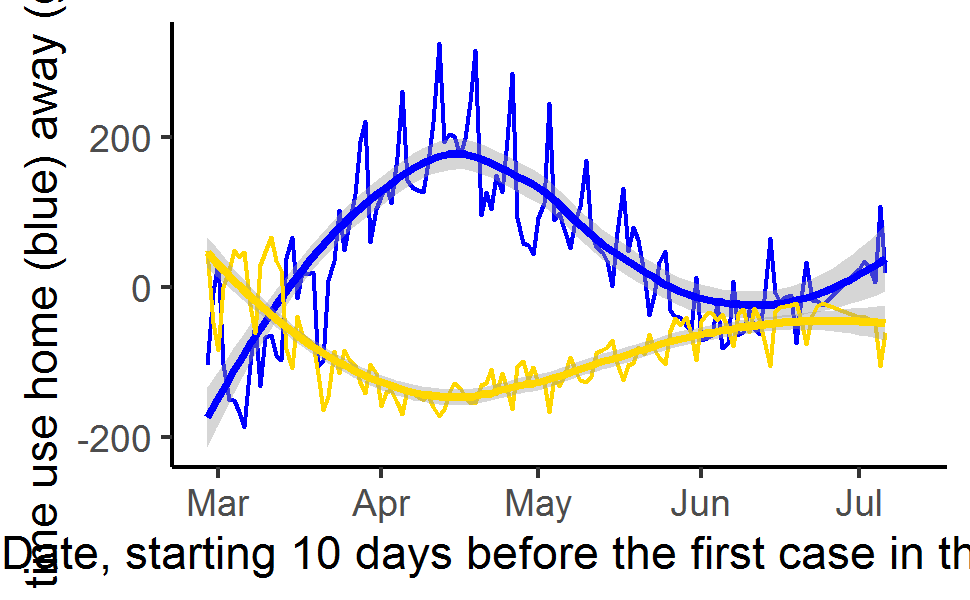 time use home (blue) away (
200
0
-200
Mar Apr May Jun Jul
Date, starting 10 days before the first case in th